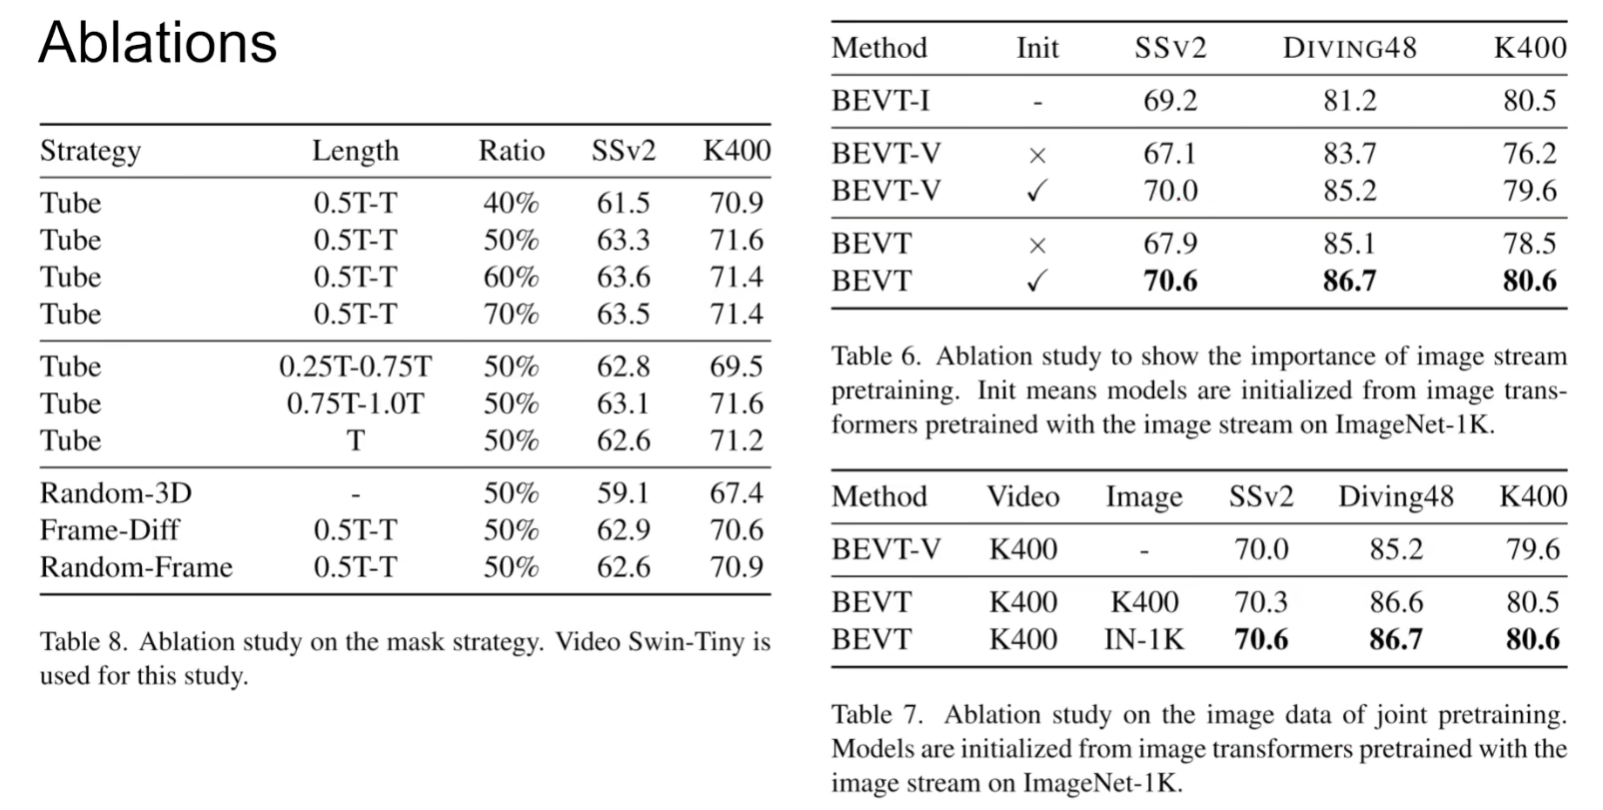 Ablations
Strategy Length Ratio SSv2 K400
Tube 0.5T-T 40% 61.5 70.9
Tube 0.5T-T 50% 63.3 71.6
Tube 0.5T-T 60% 63.6 71.4
Tube 0.5T-T 70% 63.5 71.4
Tube 0.25T-0.75T 50% 62.8 69.5
Tube 0.75T-1.0T 50% 63.1 71.6
Tube T 50% 62.6 71.2
Random-3D - 50% 59.1 67.4
Frame-Diff 0.5T-T 50% 62.9 70.6
Random-Frame 0.5T-T 50% 62.6 70.9
Table 8. Ablation study on the mask strategy. Video Swin-Tiny is
used for this study.
Method Init SSV2 DIVING48 K400
BEVT-I - 69.2 81.2 80.5
BEVT-V × 67.1 83.7 76.2
BEVT-V ✓ 70.0 85.2 79.6
BEVT × 67.9 85.1 78.5
BEVT ✓ 70.6 86.7 80.6
Table 6. Ablation study to show the importance of image stream
pretraining. Init means models are initialized from image trans-
formers pretrained with the image stream on ImageNet-1K.
Method Video Image SSv2 Diving48 K400
BEVT-V K400 - 70.0 85.2 79.6
BEVT K400 K400 70.3 86.6 80.5
BEVT K400 IN-1K 70.6 86.7 80.6
Table 7. Ablation study on the image data of joint pretraining.
Models are initialized from image transformers pretrained with the
image stream on ImageNet-1K.